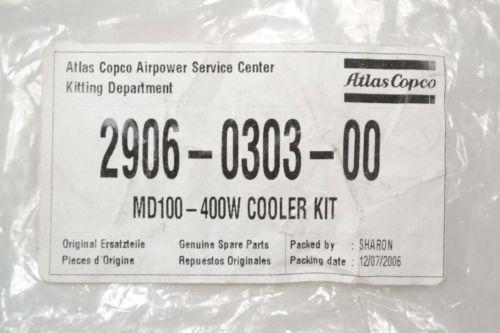 Atlas Copco Airpower Service Center
Kitting Department
Atlas Copco
2906-0303-00
MD100-400W COOLER KIT
Original Ersatzteile Genuine Spare Parts Packed by : SHARON
Pieces d'Origine Repuestos Originales Packing date : 12/07/2006